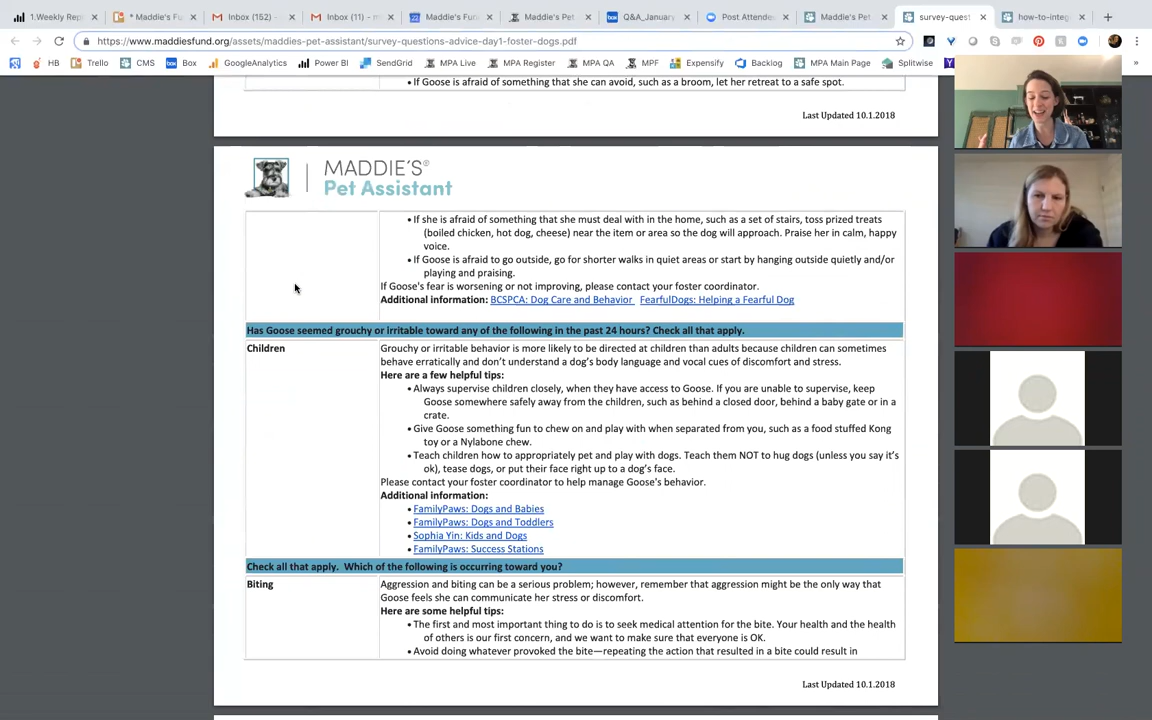 1.Weekly Rep
* Maddie's Fu
Inbox (152) -
Inbox (11) - m
Maddie's Fund
Maddie's Pet
Q&A_January
Post Attendee
Maddie's Pet
survey-quest
how-to-integ
https://www.maddiesfund.org/assets/maddies-pet-assistant/survey-questions-advice-day1-foster-dogs.pdf
HB
Trello
CMS
Box
GoogleAnalytics
Power BI
SendGrid
MPA Live
MPA Register
MPA QA
MPF
Expensify
Backlog
MPA Main Page
Splitwise
• If Goose is afraid of something that she can avoid, such as a broom, let her retreat to a safe spot.
Last Updated 10.1.2018
MADDIE'S®
Pet Assistant
• If she is afraid of something that she must deal with in the home, such as a set of stairs, toss prized treats
(boiled chicken, hot dog, cheese) near the item or area so the dog will approach. Praise her in calm, happy
voice.
• If Goose is afraid to go outside, go for shorter walks in quiet areas or start by hanging outside quietly and/or
playing and praising.
If Goose's fear is worsening or not improving, please contact your foster coordinator.
Additional information: BCSPCA: Dog Care and Behavior FearfulDogs: Helping a Fearful Dog
Has Goose seemed grouchy or irritable toward any of the following in the past 24 hours? Check all that apply.
Children
Grouchy or irritable behavior is more likely to be directed at children than adults because children can sometimes
behave erratically and don't understand a dog's body language and vocal cues of discomfort and stress.
Here are a few helpful tips:
• Always supervise children closely, when they have access to Goose. If you are unable to supervise, keep
Goose somewhere safely away from the children, such as behind a closed door, behind a baby gate or in a
crate.
• Give Goose something fun to chew on and play with when separated from you, such as a food stuffed Kong
toy or a Nylabone chew.
• Teach children how to appropriately pet and play with dogs. Teach them NOT to hug dogs (unless you say it's
ok), tease dogs, or put their face right up to a dog's face.
Please contact your foster coordinator to help manage Goose's behavior.
Additional information:
• FamilyPaws: Dogs and Babies
• FamilyPaws: Dogs and Toddlers
• Sophia Yin: Kids and Dogs
• FamilyPaws: Success Stations
Check all that apply. Which of the following is occurring toward you?
Biting
Aggression and biting can be a serious problem; however, remember that aggression might be the only way that
Goose feels she can communicate her stress or discomfort.
Here are some helpful tips:
• The first and most important thing to do is to seek medical attention for the bite. Your health and the health
of others is our first concern, and we want to make sure that everyone is OK.
• Avoid doing whatever provoked the bite—repeating the action that resulted in a bite could result in
Last Updated 10.1.2018